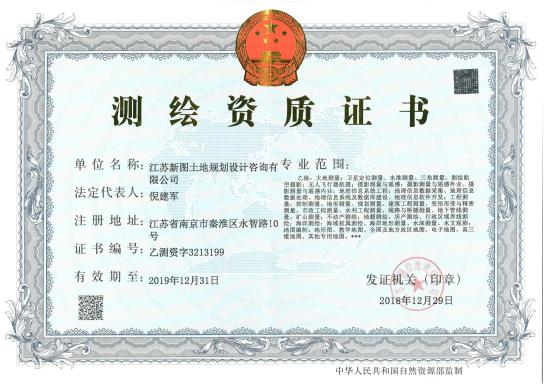 测绘资质证书
单位名称：江苏新图土地规划设计咨询有限公司
法定代表人：倪建军
注册地址：江苏省南京市秦淮区永智路10号
证书编号：乙测资字3213199
有效期至：2019年12月31日
专业范围：
乙级：大地测量：卫星定位测量、水准测量、三角测量；测绘航
空摄影：无人飞行器航摄；摄影测量与遥感：摄影测量与遥感外业、摄
影测量与遥感内业；地理信息系统工程：地理信息数据采集、地理信息
数据处理、地理信息系统及数据库建设、地理信息软件开发；工程测
量：控制测量、地形测量、规划测量、建筑工程测量、变形形变与精密
测量、市政工程测量、水利工程测量、线路与桥隧测量、地下管线测
量、矿山测量；不动产测绘：地籍测绘、房产测绘、行政区域界线测
绘；海洋测绘：海域权属测绘、海岸地形测量、水深测量、水文观测；
地图编制：地形图、教学地图、全国及地方政区地图、电子地图、真三
维地图、其他专用地图。***
发证机关（印章）
2018年12月29日
中华人民共和国自然资源部监制